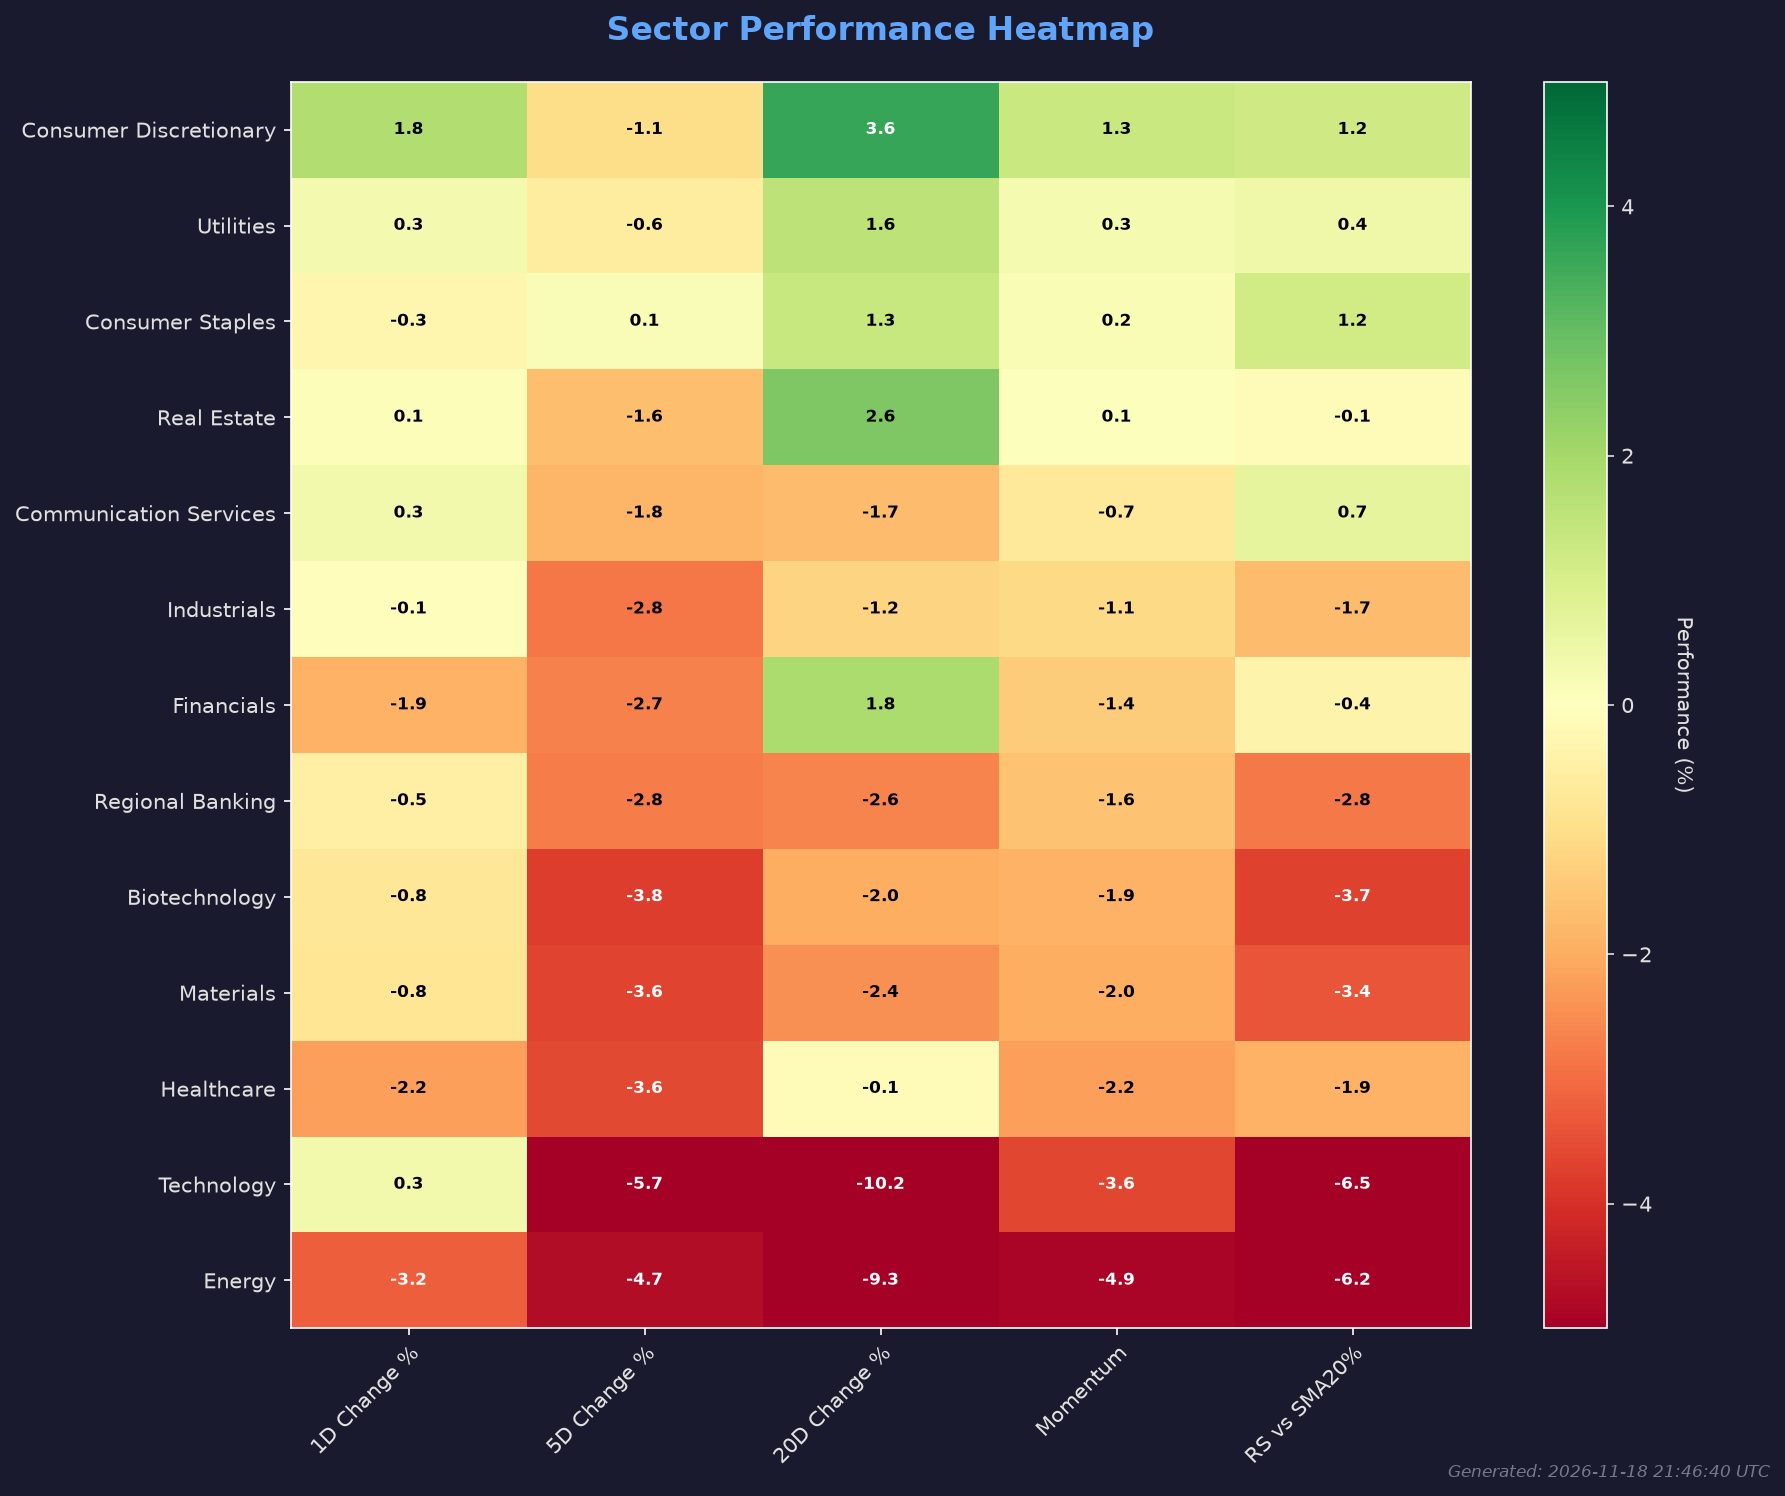 Sector Performance Heatmap
Consumer Discretionary 1.8 -1.1 3.6 1.3 1.2
Utilities 0.3 -0.6 1.6 0.3 0.4
Consumer Staples -0.3 0.1 1.3 0.2 1.2
Real Estate 0.1 -1.6 2.6 0.1 -0.1
Communication Services 0.3 -1.8 -1.7 -0.7 0.7
Industrials -0.1 -2.8 -1.2 -1.1 -1.7
Financials -1.9 -2.7 1.8 -1.4 -0.4
Regional Banking -0.5 -2.8 -2.6 -1.6 -2.8
Biotechnology -0.8 -3.8 -2.0 -1.9 -3.7
Materials -0.8 -3.6 -2.4 -2.0 -3.4
Healthcare -2.2 -3.6 -0.1 -2.2 -1.9
Technology 0.3 -5.7 -10.2 -3.6 -6.5
Energy -3.2 -4.7 -9.3 -4.9 -6.2
1D Change % 5D Change % 20D Change % Momentum RS vs SMA20%
4
2
0
−2
−4
Performance (%)
Generated: 2026-11-18 21:46:40 UTC